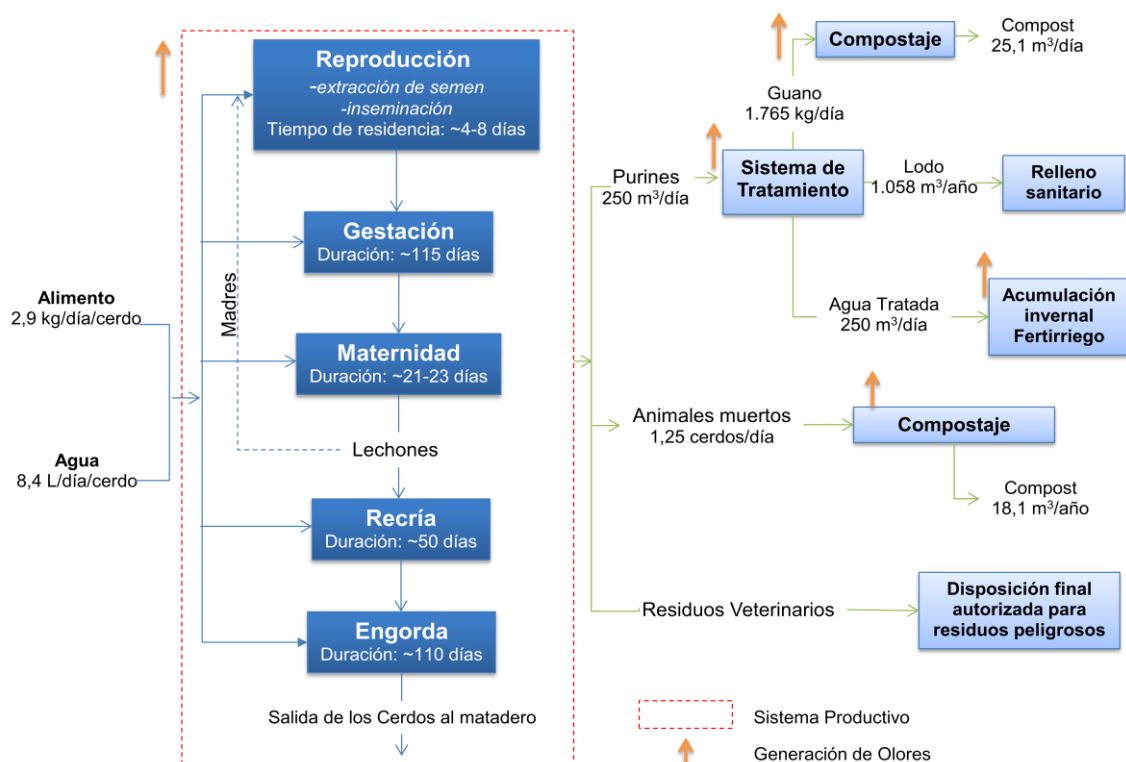 Reproducción
-extracción de semen
-inseminación
Tiempo de residencia: ~4-8 días
Gestación
Duración: ~115 días
Madres
Alimento
2,9 kg/día/cerdo
Maternidad
Duración: ~21-23 días
Agua
8,4 L/día/cerdo
Lechones
Recría
Duración: ~50 días
Engorda
Duración: ~110 días
Salida de los Cerdos al matadero
Compostaje
Compost
25,1 m³/día
Guano
1.765 kg/día
Purines
250 m³/día
Sistema de
Tratamiento
Lodo
1.058 m³/año
Relleno
sanitario
Agua Tratada
250 m³/día
Acumulación
invernal
Fertirriego
Animales muertos
1,25 cerdos/día
Compostaje
Compost
18,1 m³/año
Residuos Veterinarios
Disposición final
autorizada para
residuos peligrosos
Sistema Productivo
Generación de Olores